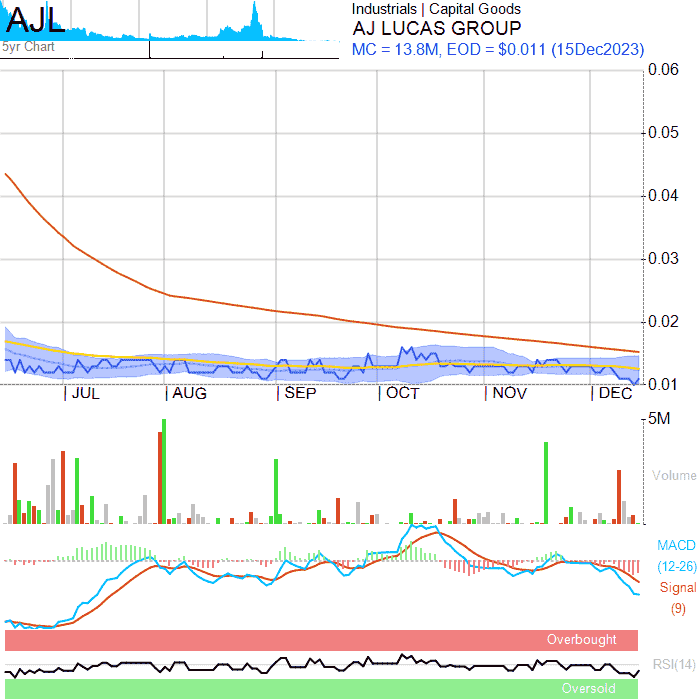 AJL
5yr Chart
Industrials | Capital Goods
AJ LUCAS GROUP
MC = 13.8M, EOD = $0.011 (15Dec2023)
0.06
0.05
0.04
0.03
0.02
0.01
JUL AUG SEP OCT NOV DEC
5M
Volume
MACD
(12-26)
Signal
(9)
Overbought
RSI(14)
Oversold